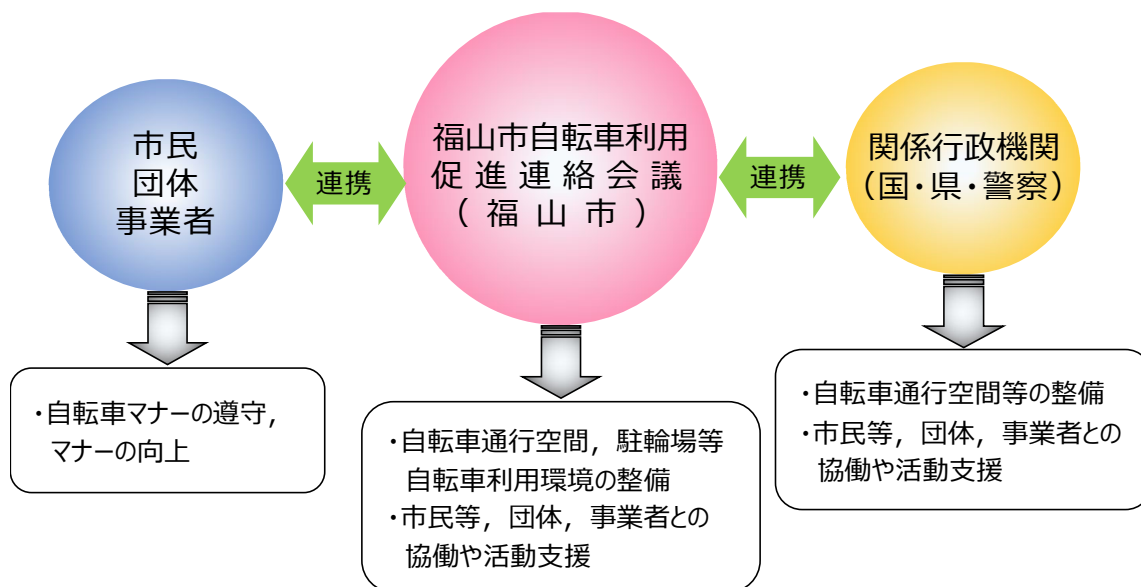 市民
団体
事業者
連携
福山市自転車利用
促進連絡会議
(福山市)
連携
関係行政機関
(国・県・警察)
・自転車マナーの遵守,
マナーの向上
・自転車通行空間,駐輪場等
自転車利用環境の整備
・市民等,団体,事業者との
協働や活動支援
・自転車通行空間等の整備
・市民等,団体,事業者との
協働や活動支援